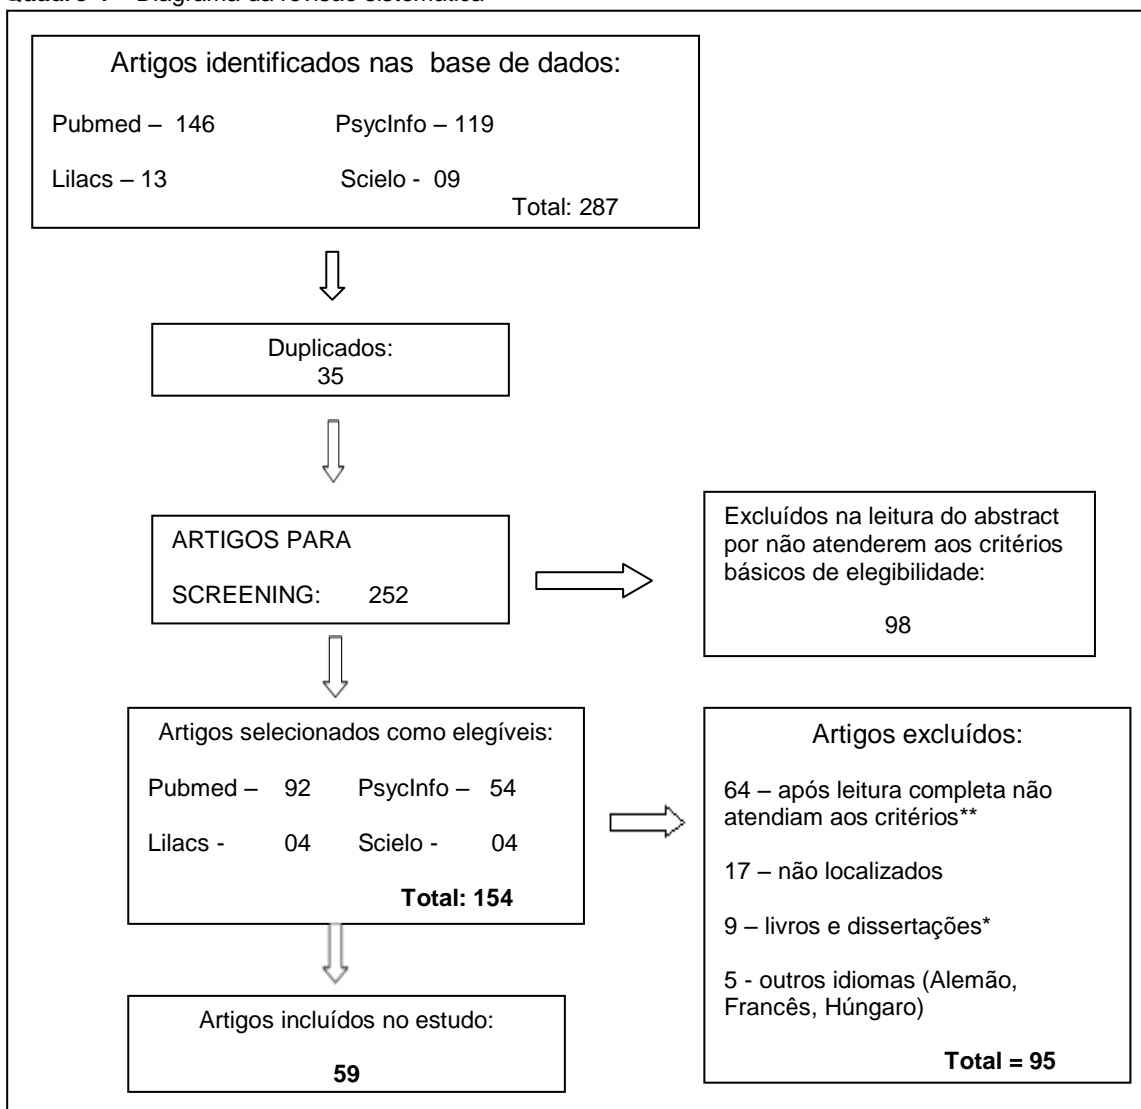 Diagrama da revisão sistemática
Artigos identificados nas base de dados:
Pubmed – 146 PsycInfo – 119
Lilacs – 13 Scielo - 09
Total: 287
Duplicados:
35
ARTIGOS PARA
SCREENING: 252
Excluídos na leitura do abstract
por não atenderem aos critérios
básicos de elegibilidade:
98
Artigos selecionados como elegíveis:
Pubmed – 92 PsycInfo – 54
Lilacs - 04 Scielo - 04
Total: 154
Artigos excluídos:
64 – após leitura completa não
atendiam aos critérios**
17 – não localizados
9 – livros e dissertações*
5 - outros idiomas (Alemão,
Francês, Húngaro)
Total = 95
Artigos incluídos no estudo:
59